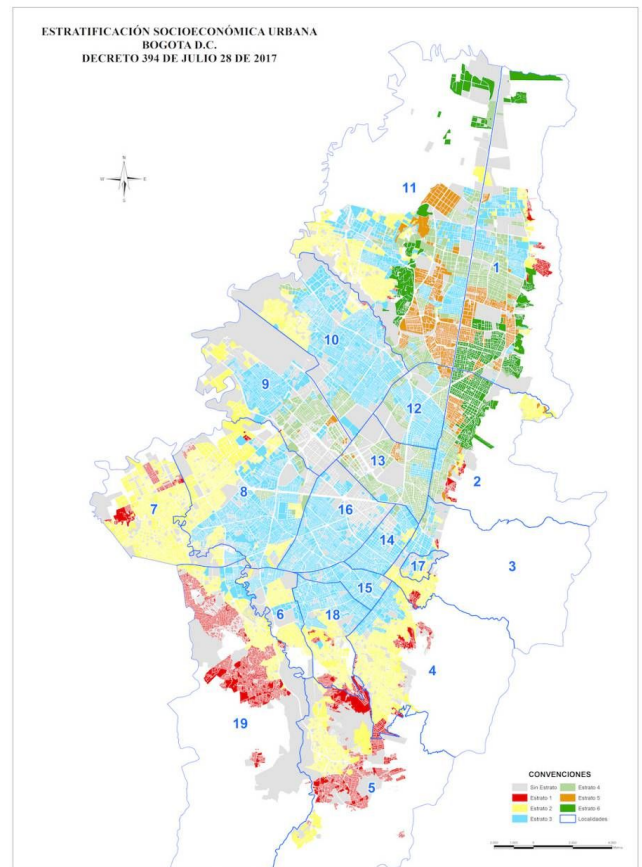 ESTRATIFICACIÓN SOCIOECONÓMICA URBANA
BOGOTA D.C.
DECRETO 394 DE JULIO 28 DE 2017
N
W
E
S
11
1
10
9
12
13
2
7
8
16
14
17
3
15
6
18
4
19
5
CONVENCIONES
Sin Estrato
Estrato 4
Estrato 1
Estrato 5
Estrato 2
Estrato 6
Estrato 3
Localidades